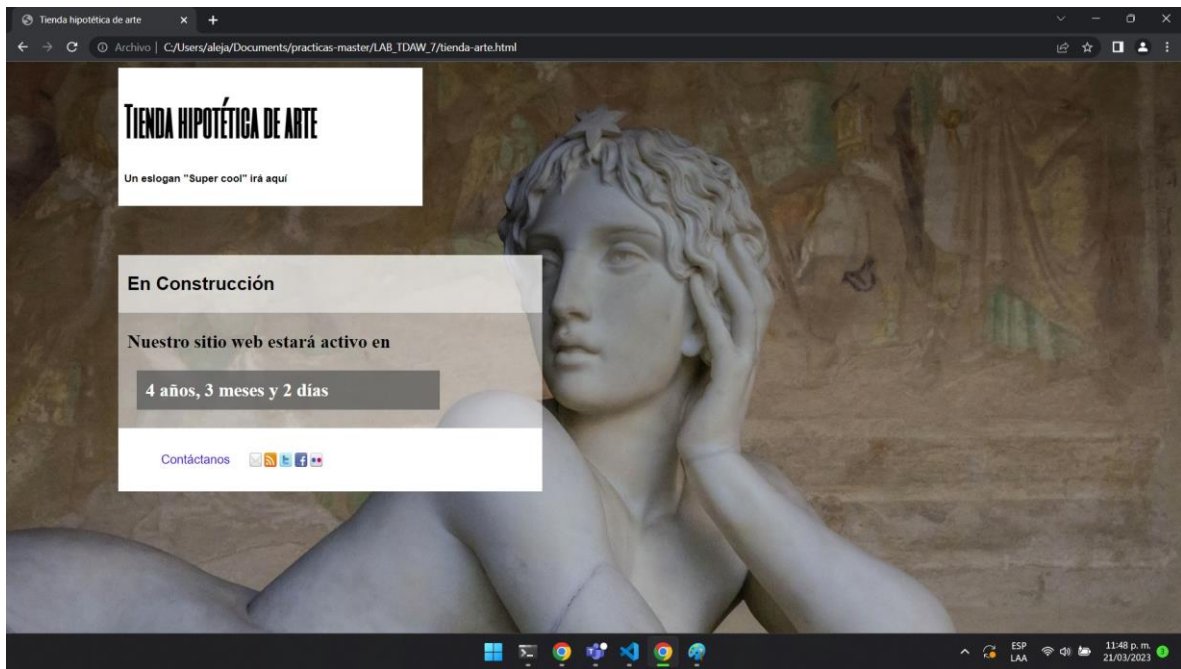 Tienda hipotética de arte
Archivo | C:/Users/aleja/Documents/practicas-master/LAB_TDAW_7/tienda-arte.html
TIENDA HIPOTÉTICA DE ARTE
Un eslogan "Super cool" irá aquí
En Construcción
Nuestro sitio web estará activo en
4 años, 3 meses y 2 días
Contáctanos
ESP
LAA
11:48 p. m.
21/03/2023
3